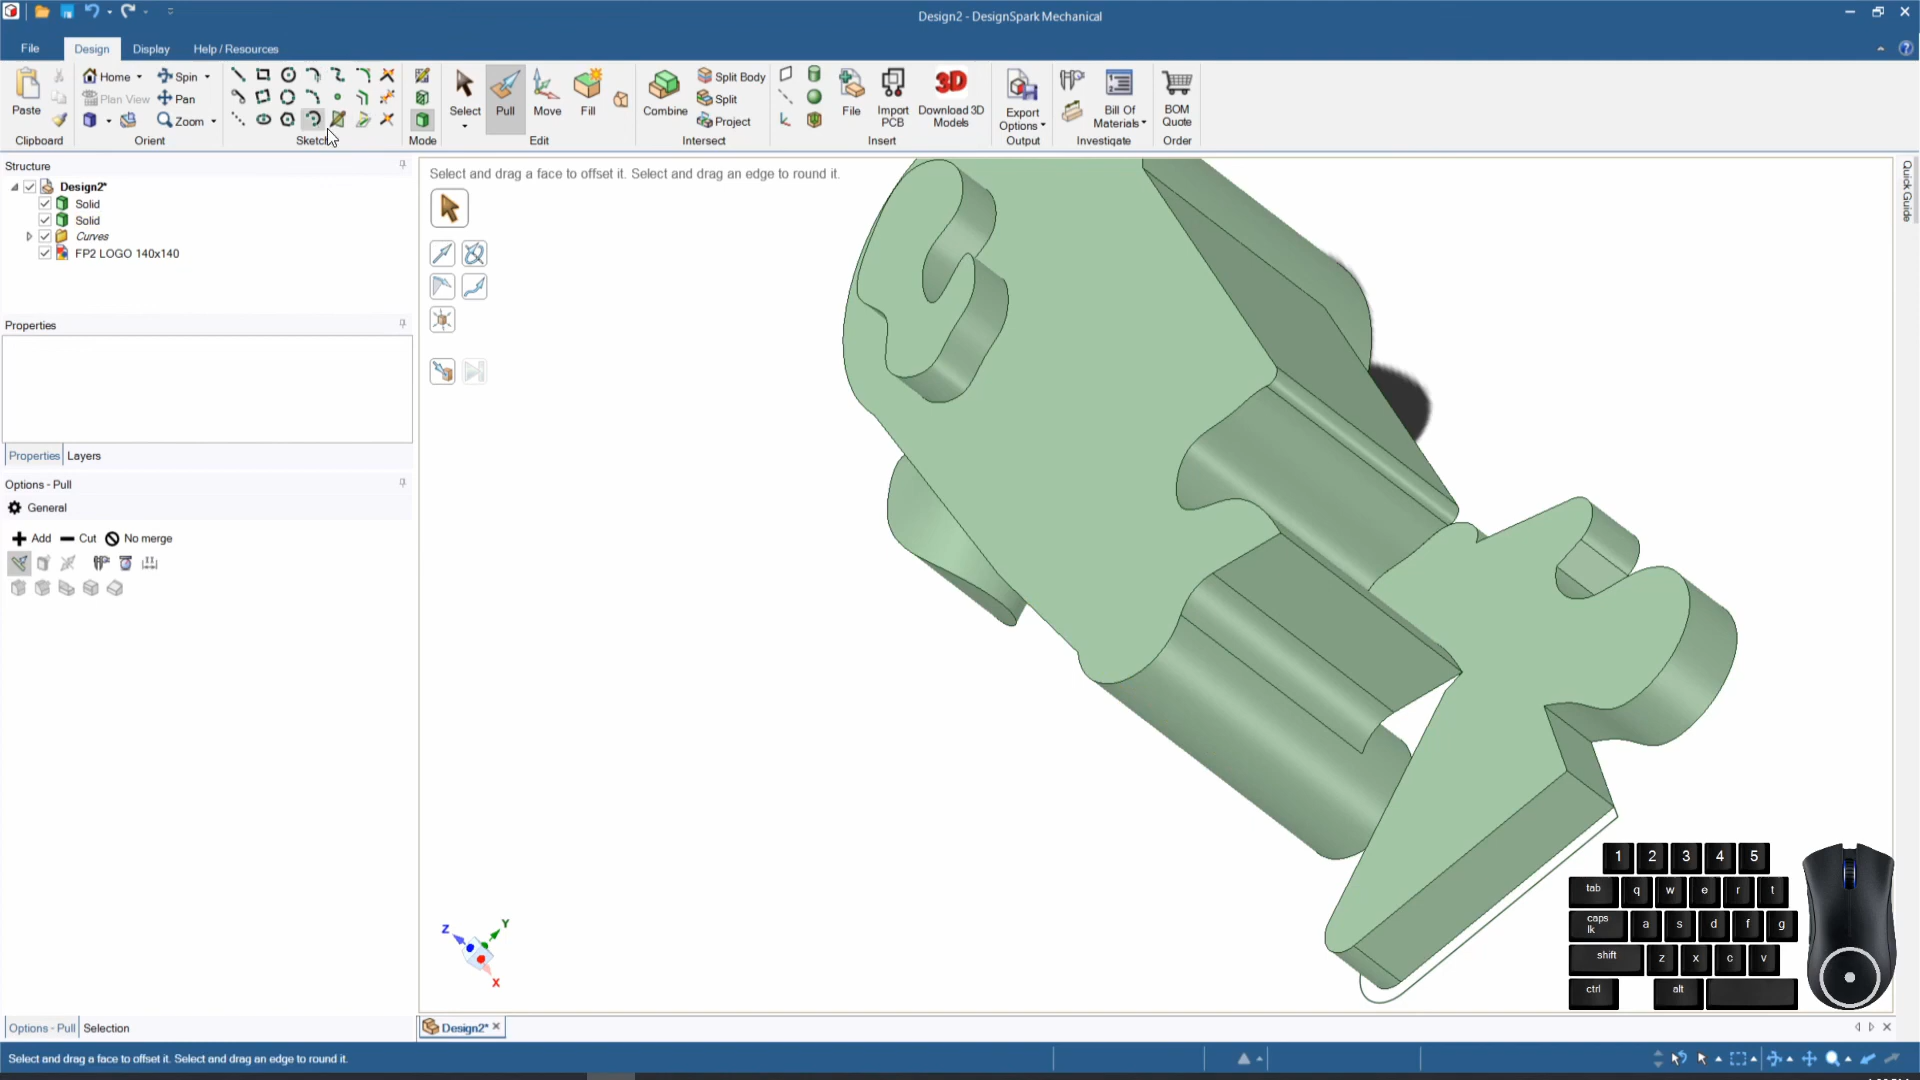 Design2 - DesignSpark Mechanical
File Design Display Help / Resources
Paste Home Spin Plan View Pan Zoom Select Pull Move Fill Combine Split Body Split Project File Import PCB Download 3D Models Export Options Bill Of Materials BOM Quote
3D
Clipboard Orient Sketch Mode Edit Intersect Insert Output Investigate Order
Structure
Design2*
Solid
Solid
Curves
FP2 LOGO 140x140
Properties
Properties Layers
Options - Pull
General
Add Cut No merge
Select and drag a face to offset it. Select and drag an edge to round it.
Quick Guide
Z Y X
1 2 3 4 5
tab q w e r t
caps lk a s d f g
shift z x c v
ctrl alt
Options - Pull Selection
Design2*
Select and drag a face to offset it. Select and drag an edge to round it.